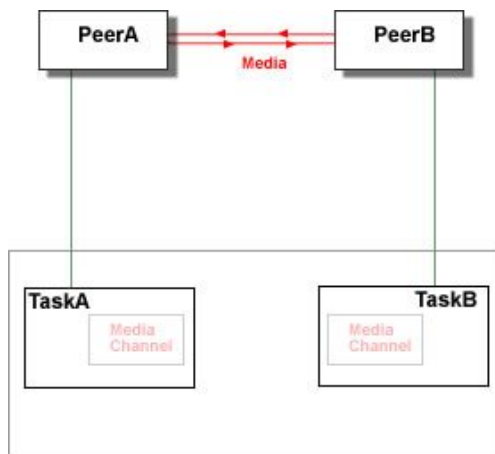 PeerA
PeerB
Media
TaskA
TaskB
Media
Channel
Media
Channel